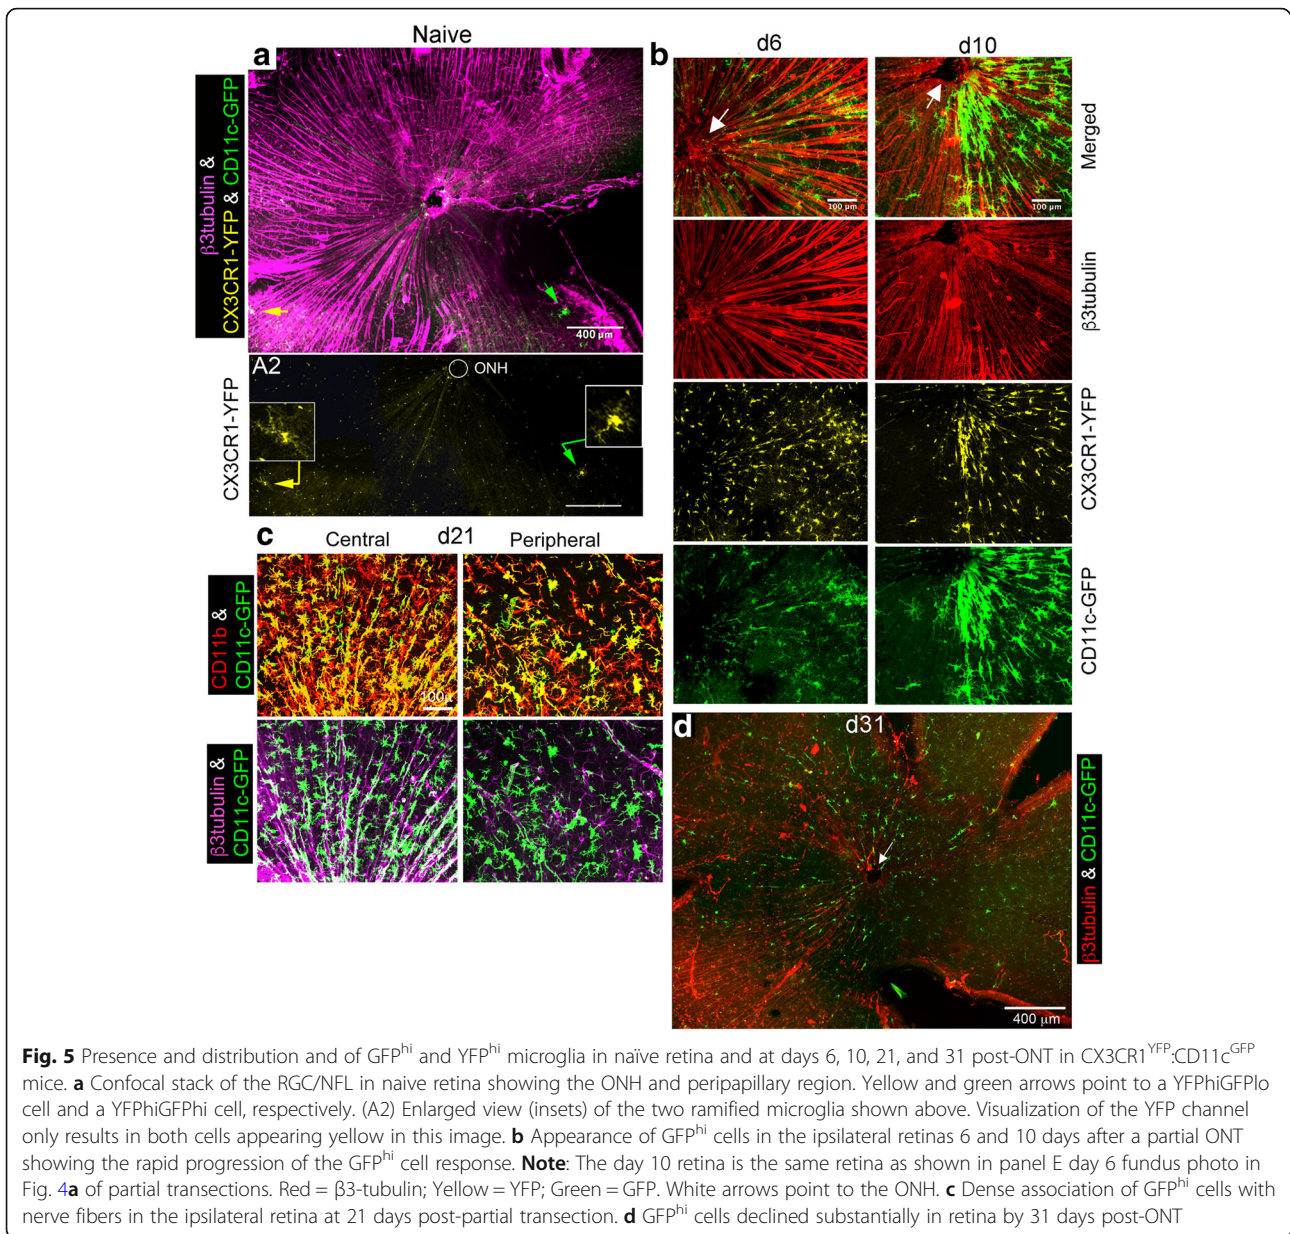 a
Naive
β3tubulin &
CX3CR1-YFP & CD11c-GFP
400 µm
A2
ONH
CX3CR1-YFP
b
d6
d10
100 µm
100 µm
Merged
β3tubulin
CX3CR1-YFP
CD11c-GFP
c
Central
d21
Peripheral
CD11b &
CD11c-GFP
100µ
β3tubulin &
CD11c-GFP
d
d31
β3tubulin & CD11c-GFP
400 µm
Fig. 5 Presence and distribution and of GFPhi and YFPhi microglia in naïve retina and at days 6, 10, 21, and 31 post-ONT in CX3CR1YFP:CD11cGFP
mice. a Confocal stack of the RGC/NFL in naive retina showing the ONH and peripapillary region. Yellow and green arrows point to a YFPhiGFPlo
cell and a YFPhiGFPhi cell, respectively. (A2) Enlarged view (insets) of the two ramified microglia shown above. Visualization of the YFP channel
only results in both cells appearing yellow in this image. b Appearance of GFPhi cells in the ipsilateral retinas 6 and 10 days after a partial ONT
showing the rapid progression of the GFPhi cell response. Note: The day 10 retina is the same retina as shown in panel E day 6 fundus photo in
Fig. 4a of partial transections. Red = β3-tubulin; Yellow = YFP; Green = GFP. White arrows point to the ONH. c Dense association of GFPhi cells with
nerve fibers in the ipsilateral retina at 21 days post-partial transection. d GFPhi cells declined substantially in retina by 31 days post-ONT